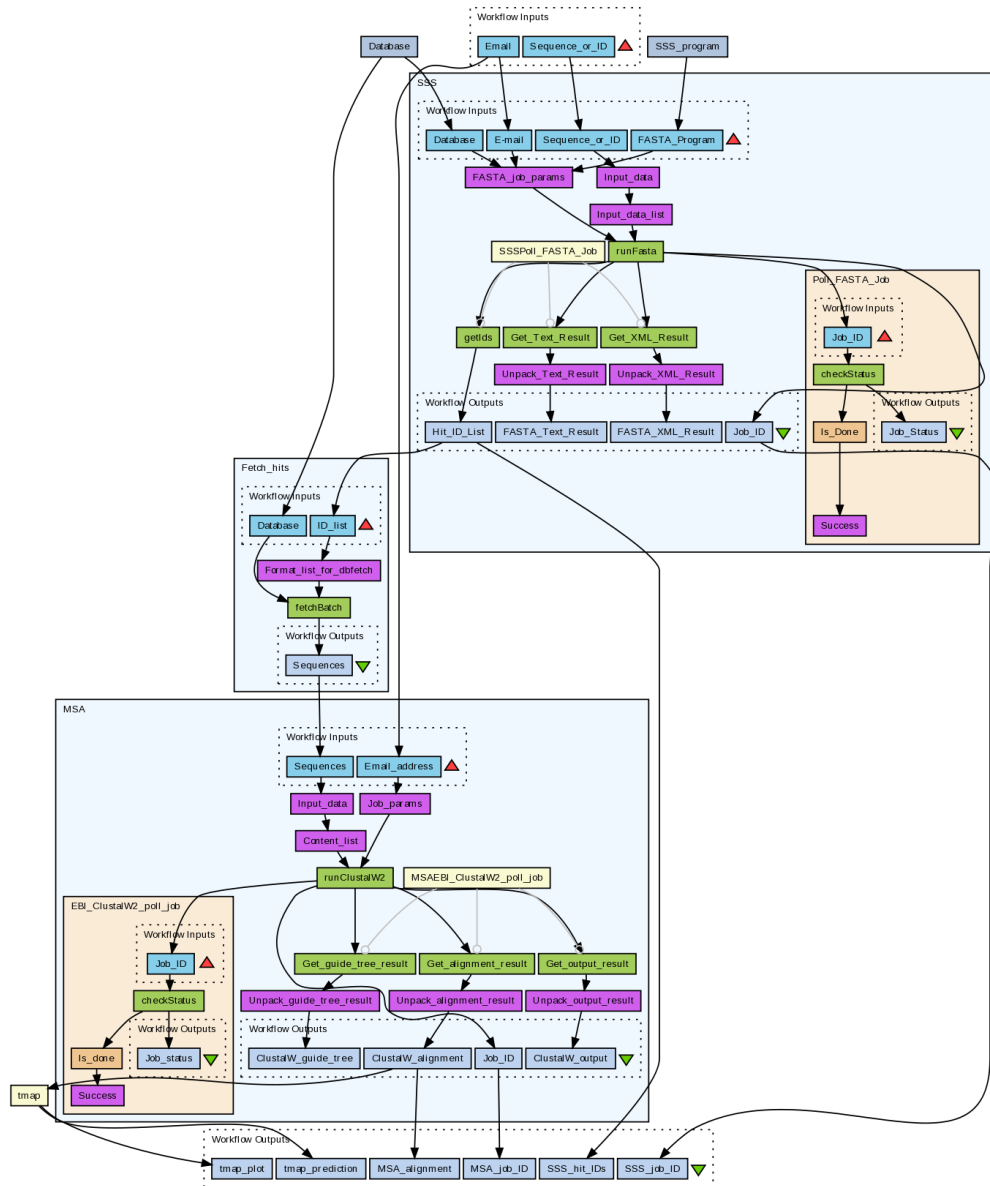 Workflow Inputs
Database
Email
Sequence_or_ID
SSS_program
SSS
Workflow Inputs
Database
E-mail
Sequence_or_ID
FASTA_Program
FASTA_job_params
Input_data
Input_data_list
SSSPoll_FASTA_Job
runFasta
Poll_FASTA_Job
Workflow Inputs
Job_ID
getIds
Get_Text_Result
Get_XML_Result
Unpack_Text_Result
Unpack_XML_Result
checkStatus
Workflow Outputs
Hit_ID_List
FASTA_Text_Result
FASTA_XML_Result
Job_ID
Is_Done
Workflow Outputs
Job_Status
Success
Fetch_hits
Workflow Inputs
Database
ID_list
Format_list_for_dbfetch
fetchBatch
Workflow Outputs
Sequences
MSA
Workflow Inputs
Sequences
Email_address
Input_data
Job_params
Content_list
runClustalW2
MSAEBI_ClustalW2_poll_job
EBI_ClustalW2_poll_job
Workflow Inputs
Job_ID
Get_guide_tree_result
Get_alignment_result
Get_output_result
checkStatus
Unpack_guide_tree_result
Unpack_alignment_result
Unpack_output_result
Workflow Outputs
Is_done
Job_status
Workflow Outputs
ClustalW_guide_tree
ClustalW_alignment
Job_ID
ClustalW_output
tmap
Success
Workflow Outputs
tmap_plot
tmap_prediction
MSA_alignment
MSA_job_ID
SSS_hit_IDs
SSS_job_ID